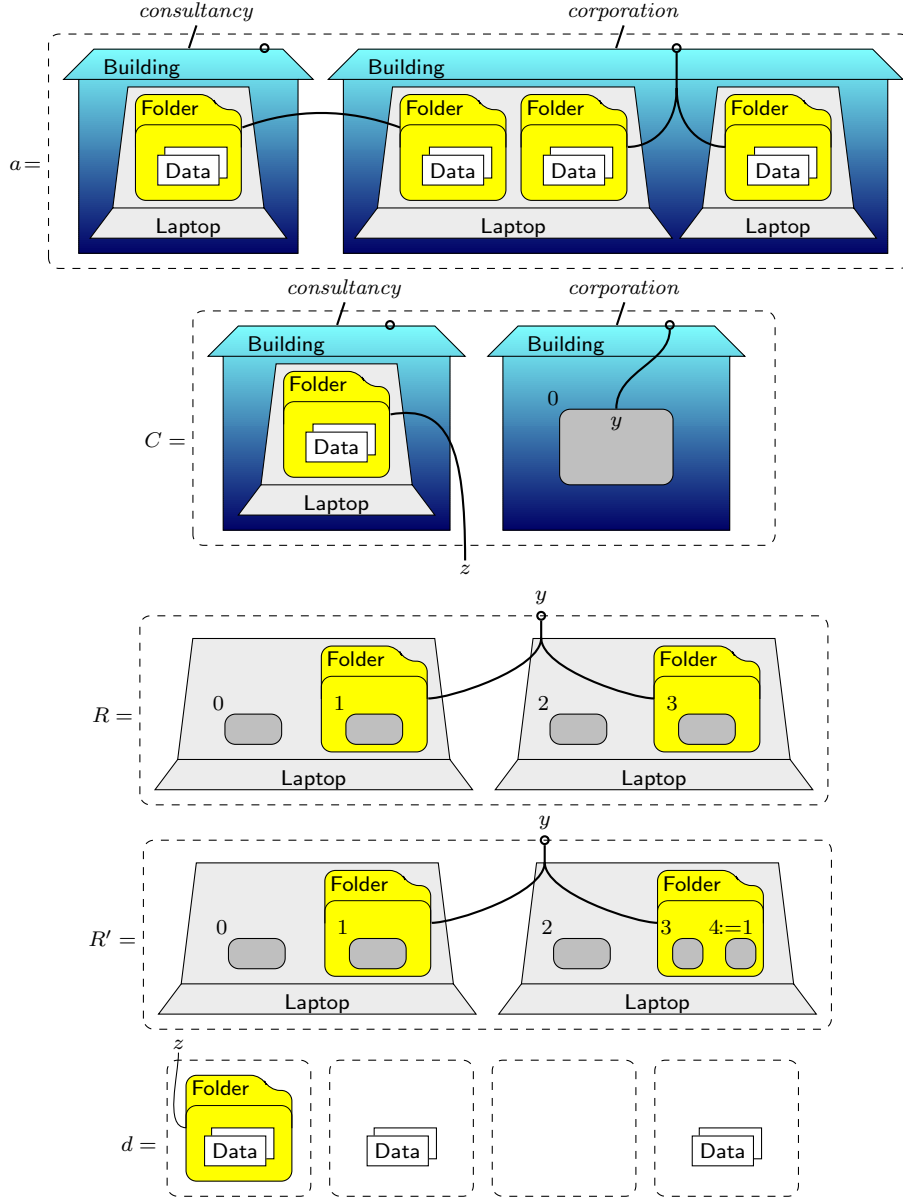 consultancy corporation
Building Building
Folder Folder Folder Folder
a =
Data Data Data Data
Laptop Laptop Laptop
consultancy corporation
Building Building
Folder
0
y
C =
Data
Laptop
z
y
Folder Folder
0 1 2 3
R =
Laptop Laptop
y
Folder Folder
0 1 2 3 4:=1
R′ =
Laptop Laptop
z
Folder
d =
Data Data Data